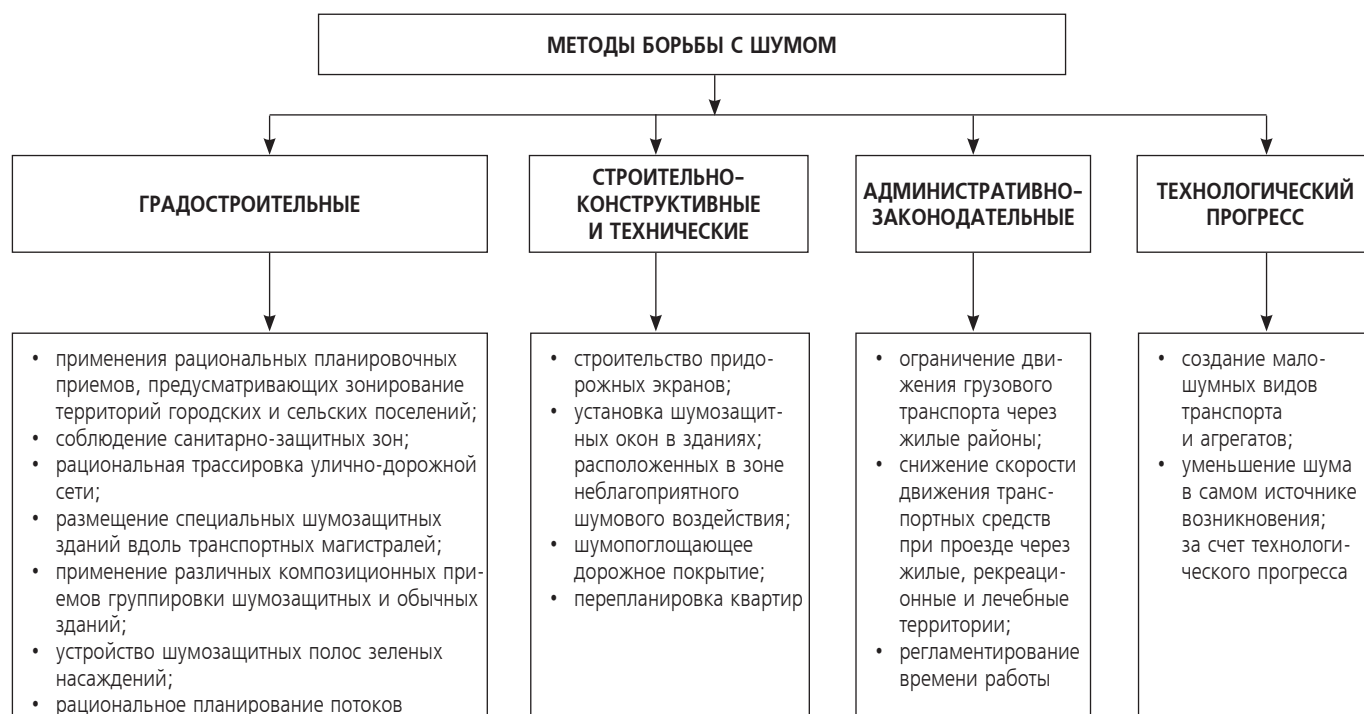 МЕТОДЫ БОРЬБЫ С ШУМОМ
ГРАДОСТРОИТЕЛЬНЫЕ
СТРОИТЕЛЬНО-
КОНСТРУКТИВНЫЕ
И ТЕХНИЧЕСКИЕ
АДМИНИСТРАТИВНО-
ЗАКОНОДАТЕЛЬНЫЕ
ТЕХНОЛОГИЧЕСКИЙ
ПРОГРЕСС
• применения рациональных планировочных
приемов, предусматривающих зонирование
территорий городских и сельских поселений;
• соблюдение санитарно-защитных зон;
• рациональная трассировка улично-дорожной
сети;
• размещение специальных шумозащитных
зданий вдоль транспортных магистралей;
• применение различных композиционных при-
емов группировки шумозащитных и обычных
зданий;
• устройство шумозащитных полос зеленых
насаждений;
• рациональное планирование потоков
• строительство придо-
рожных экранов;
• установка шумозащит-
ных окон в зданиях;
расположенных в зоне
неблагоприятного
шумового воздействия;
• шумопоглощающее
дорожное покрытие;
• перепланировка квартир
• ограничение дви-
жения грузового
транспорта через
жилые районы;
• снижение скорости
движения транс-
портных средств
при проезде через
жилые, рекреаци-
онные и лечебные
территории;
• регламентирование
времени работы
• создание мало-
шумных видов
транспорта
и агрегатов;
• уменьшение шума
в самом источнике
возникновения;
за счет технологи-
ческого прогресса